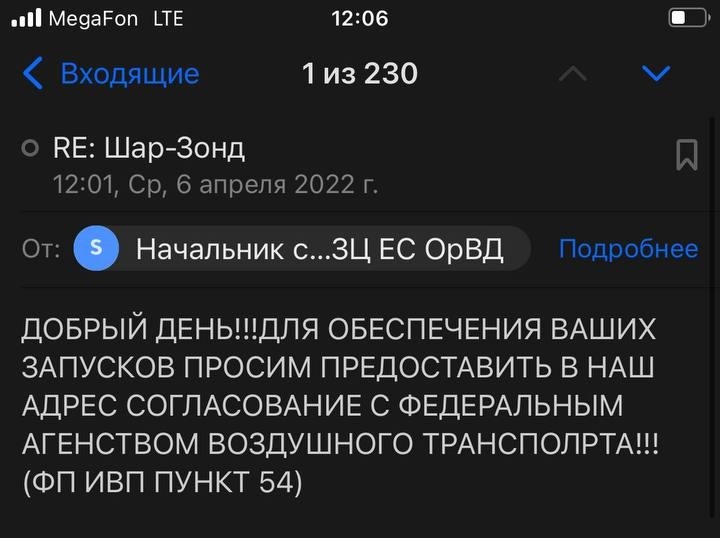 MegaFon LTE 12:06
Входящие 1 из 230
RE: Шар-Зонд
12:01, Ср, 6 апреля 2022 г.
От: S Начальник с...ЗЦ ЕС ОрВД Подробнее
ДОБРЫЙ ДЕНЬ!!!ДЛЯ ОБЕСПЕЧЕНИЯ ВАШИХ
ЗАПУСКОВ ПРОСИМ ПРЕДОСТАВИТЬ В НАШ
АДРЕС СОГЛАСОВАНИЕ С ФЕДЕРАЛЬНЫМ
АГЕНСТВОМ ВОЗДУШНОГО ТРАНСПОЛРТА!!!
(ФП ИВП ПУНКТ 54)